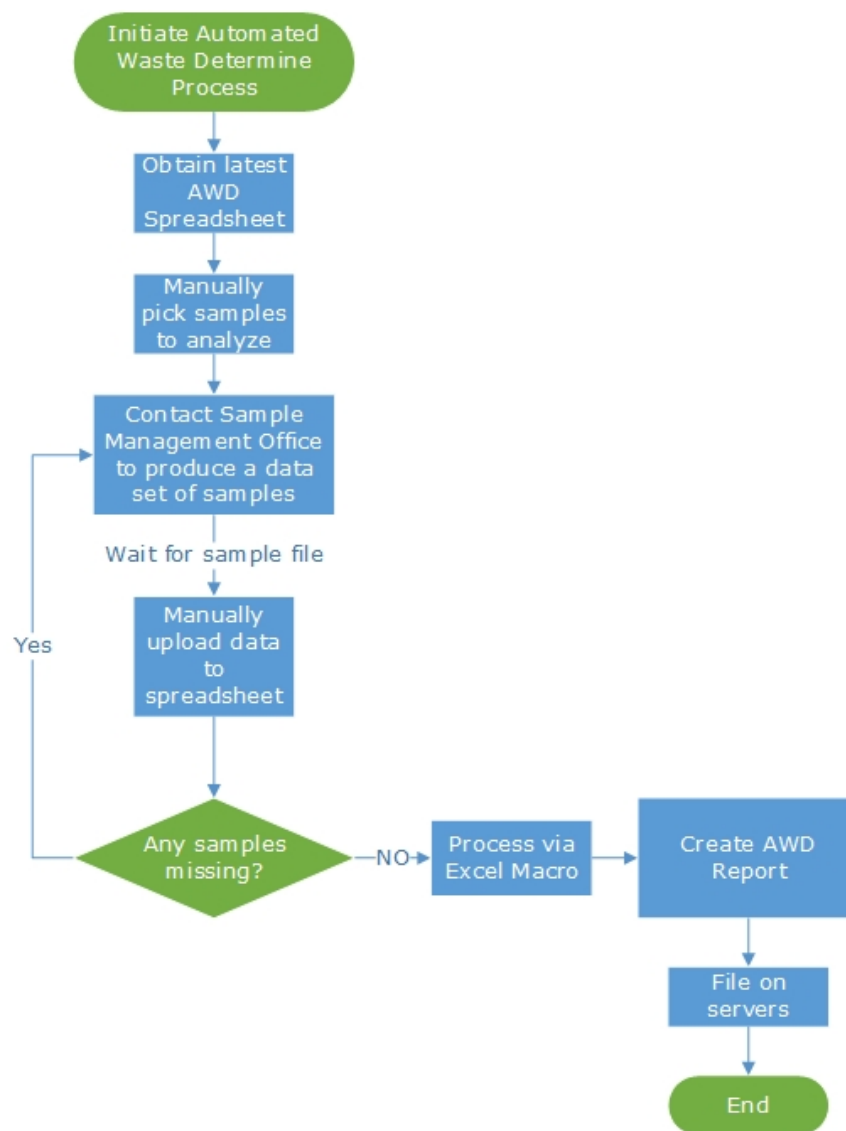 Initiate Automated
Waste Determine
Process
Obtain latest
AWD
Spreadsheet
Manually
pick samples
to analyze
Contact Sample
Management Office
to produce a data
set of samples
Wait for sample file
Manually
upload data
to
spreadsheet
Yes
Any samples
missing?
NO
Process via
Excel Macro
Create AWD
Report
File on
servers
End